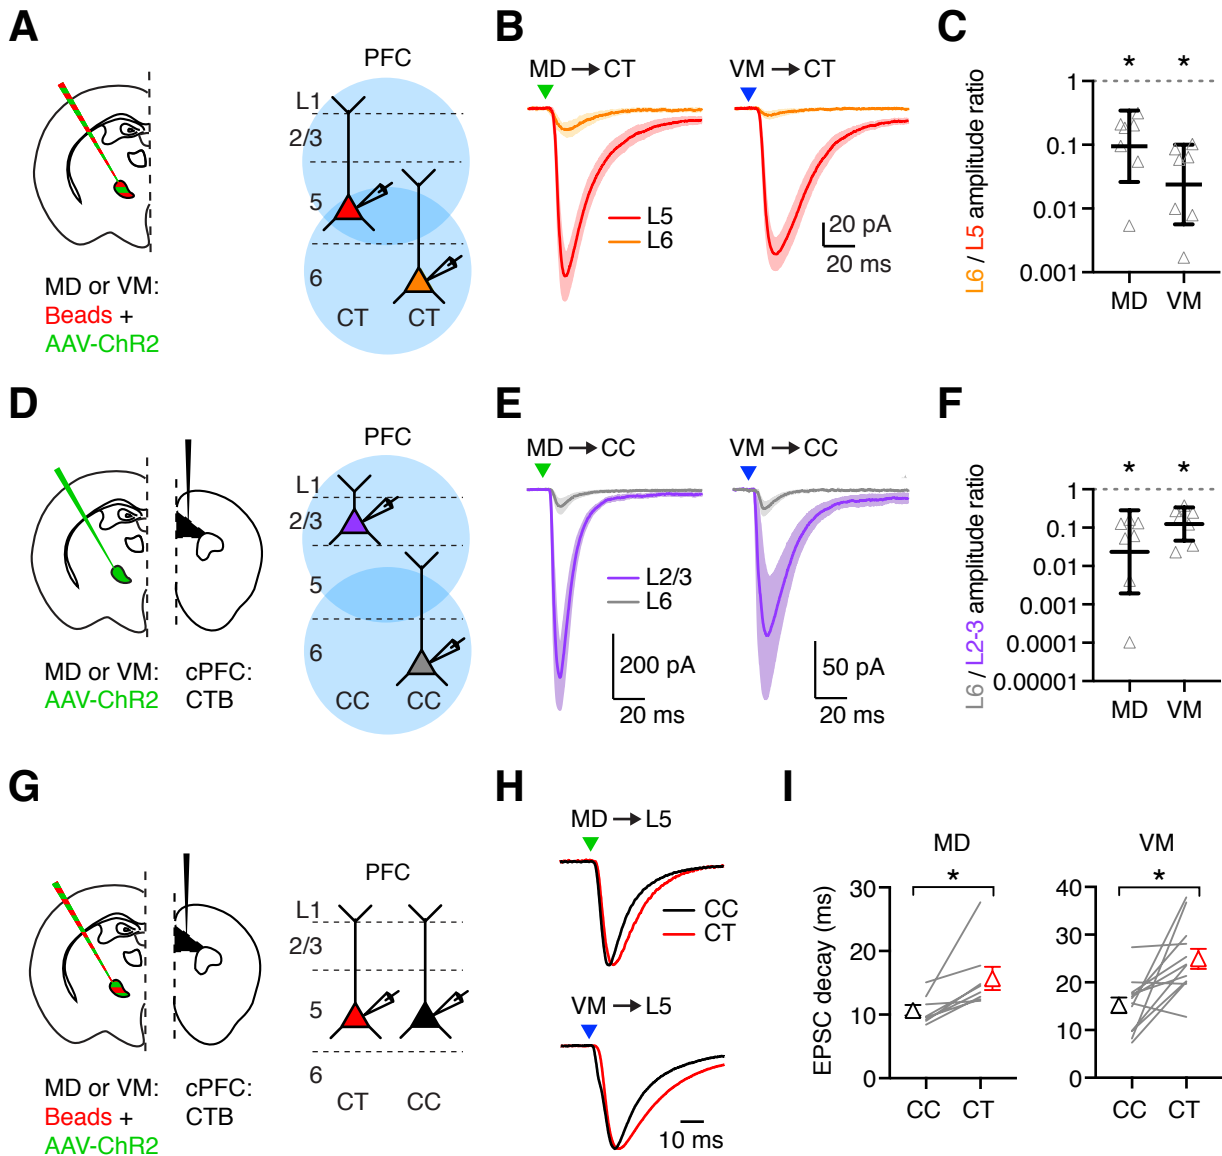 A
MD or VM:
Beads +
AAV-ChR2
PFC
L1
2/3
5
6
CT
CT
B
MD → CT
VM → CT
L5
L6
20 pA
20 ms
C
L6 / L5 amplitude ratio
* *
1
0.1
0.01
0.001
MD VM
D
MD or VM:
AAV-ChR2
cPFC:
CTB
PFC
L1
2/3
5
6
CC
CC
E
MD → CC
VM → CC
L2/3
L6
200 pA
20 ms
50 pA
20 ms
F
L6 / L2-3 amplitude ratio
* *
1
0.1
0.01
0.001
0.0001
0.00001
MD VM
G
MD or VM:
Beads +
AAV-ChR2
cPFC:
CTB
PFC
L1
2/3
5
6
CT
CC
H
MD → L5
CC
CT
VM → L5
10 ms
I
EPSC decay (ms)
MD
*
30
20
10
0
CC CT
VM
*
40
30
20
10
0
CC CT